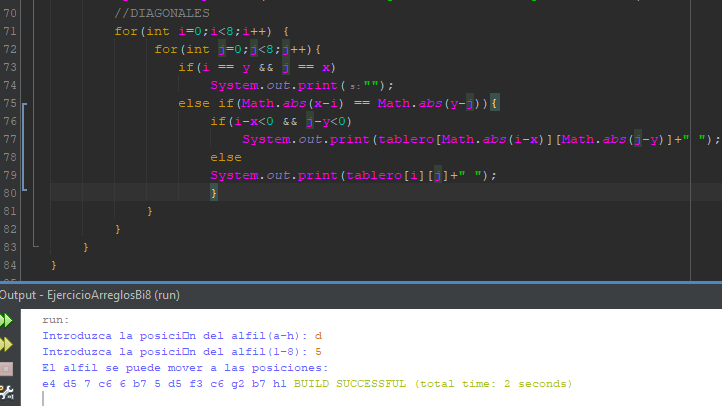 70 //DIAGONALES
71 for(int i=0;i<8;i++) {
72 for(int j=0;j<8;j++){
73 if(i == y && j == x)
74 System.out.print(s:"");
75 else if(Math.abs(x-i) == Math.abs(y-j)){
76 if(i-x<0 && j-y<0)
77 System.out.print(tablero[Math.abs(i-x)][Math.abs(j-y)]+" ");
78 else
79 System.out.print(tablero[i][j]+" ");
80 }
81 }
82 }
83 }
84 }
Output - EjercicioArreglosBi8 (run)
run:
Introduzca la posici□n del alfil(a-h): d
Introduzca la posici□n del alfil(1-8): 5
El alfil se puede mover a las posiciones:
e4 d5 7 c6 6 b7 5 d5 f3 c6 g2 b7 h1 BUILD SUCCESSFUL (total time: 2 seconds)